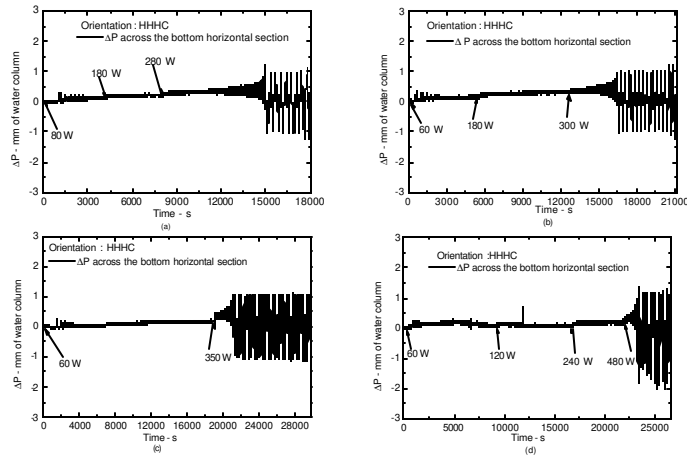 Orientation : HHHC
ΔP across the bottom horizontal section
180 W
280 W
80 W
ΔP - mm of water column
3
2
1
0
-1
-2
-3
0 3000 6000 9000 12000 15000 18000
Time - s
(a)
Orientation : HHHC
Δ P across the bottom horizontal section
60 W
180 W
300 W
ΔP - mm of water column
3
2
1
0
-1
-2
-3
0 3000 6000 9000 12000 15000 18000 21000
Time - s
(b)
Orientation : HHHC
ΔP across the bottom horizontal section
60 W
350 W
ΔP - mm of water column
3
2
1
0
-1
-2
-3
0 4000 8000 12000 16000 20000 24000 28000
Time - s
(c)
Orientation :HHHC
ΔP across the bottom horizontal section
60 W
120 W
240 W
480 W
ΔP - mm of water column
3
2
1
0
-1
-2
-3
0 5000 10000 15000 20000 25000
Time - s
(d)